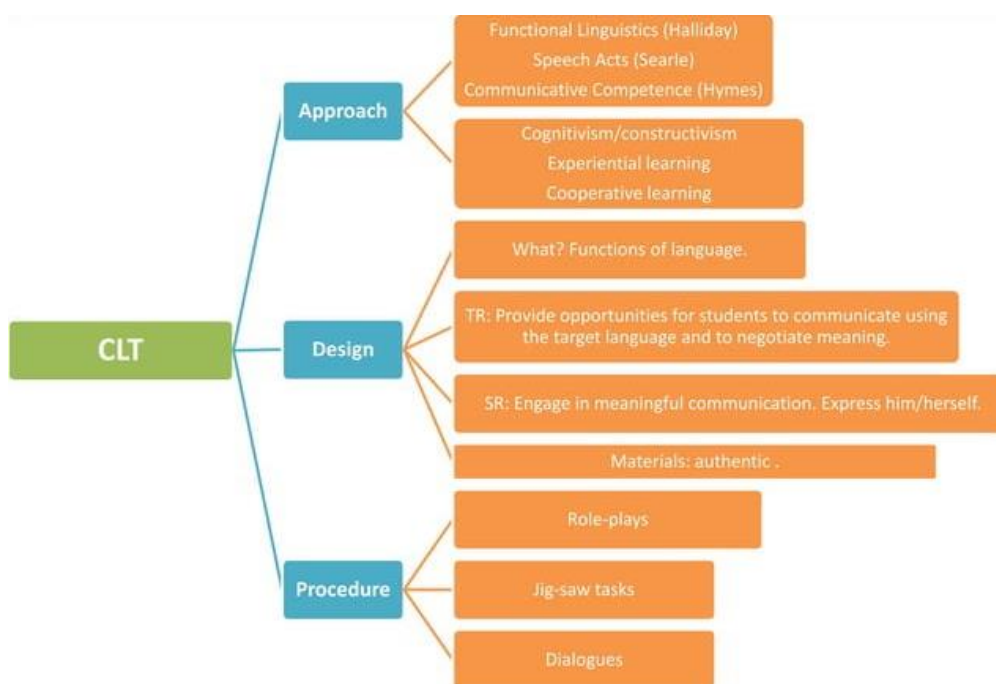 CLT
Approach
Functional Linguistics (Halliday)
Speech Acts (Searle)
Communicative Competence (Hymes)
Cognitivism/constructivism
Experiential learning
Cooperative learning
Design
What? Functions of language.
TR: Provide opportunities for students to communicate using
the target language and to negotiate meaning.
SR: Engage in meaningful communication. Express him/herself.
Materials: authentic .
Procedure
Role-plays
Jig-saw tasks
Dialogues